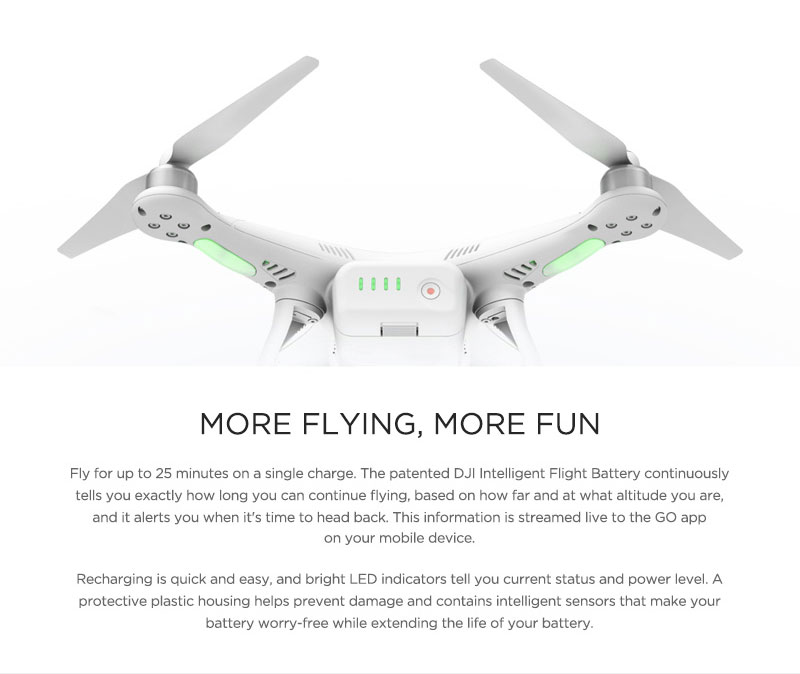 MORE FLYING, MORE FUN
Fly for up to 25 minutes on a single charge. The patented DJI Intelligent Flight Battery continuously
tells you exactly how long you can continue flying, based on how far and at what altitude you are,
and it alerts you when it's time to head back. This information is streamed live to the GO app
on your mobile device.
Recharging is quick and easy, and bright LED indicators tell you current status and power level. A
protective plastic housing helps prevent damage and contains intelligent sensors that make your
battery worry-free while extending the life of your battery.